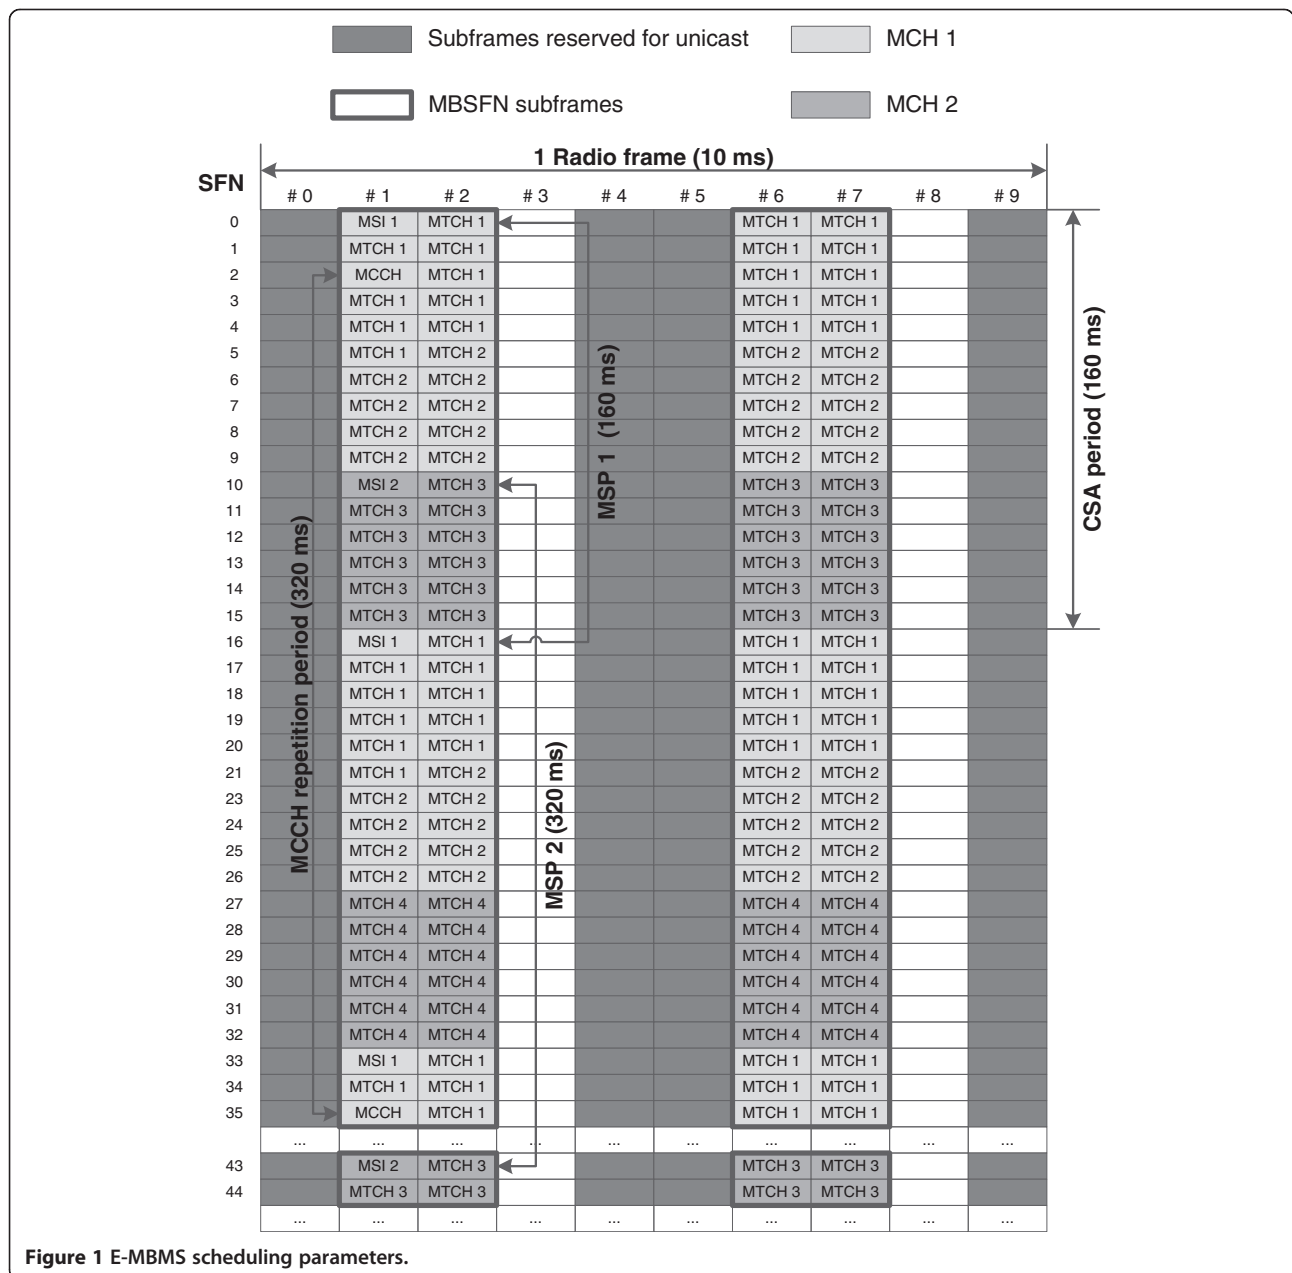 Subframes reserved for unicast MCH 1
MBSFN subframes MCH 2
1 Radio frame (10 ms)
SFN
# 0 # 1 # 2 # 3 # 4 # 5 # 6 # 7 # 8 # 9
0 MSI 1 MTCH 1 MTCH 1 MTCH 1
1 MTCH 1 MTCH 1 MTCH 1 MTCH 1
2 MCCH MTCH 1 MTCH 1 MTCH 1
3 MTCH 1 MTCH 1 MTCH 1 MTCH 1
4 MTCH 1 MTCH 1 MTCH 1 MTCH 1
5 MTCH 1 MTCH 2 MTCH 2 MTCH 2
6 MTCH 2 MTCH 2 MTCH 2 MTCH 2
7 MTCH 2 MTCH 2 MTCH 2 MTCH 2
8 MTCH 2 MTCH 2 MTCH 2 MTCH 2
9 MTCH 2 MTCH 2 MTCH 2 MTCH 2
10 MSI 2 MTCH 3 MTCH 3 MTCH 3
11 MTCH 3 MTCH 3 MTCH 3 MTCH 3
12 MTCH 3 MTCH 3 MTCH 3 MTCH 3
13 MTCH 3 MTCH 3 MTCH 3 MTCH 3
14 MTCH 3 MTCH 3 MTCH 3 MTCH 3
15 MTCH 3 MTCH 3 MTCH 3 MTCH 3
16 MSI 1 MTCH 1 MTCH 1 MTCH 1
17 MTCH 1 MTCH 1 MTCH 1 MTCH 1
18 MTCH 1 MTCH 1 MTCH 1 MTCH 1
19 MTCH 1 MTCH 1 MTCH 1 MTCH 1
20 MTCH 1 MTCH 1 MTCH 1 MTCH 1
21 MTCH 1 MTCH 2 MTCH 2 MTCH 2
23 MTCH 2 MTCH 2 MTCH 2 MTCH 2
24 MTCH 2 MTCH 2 MTCH 2 MTCH 2
25 MTCH 2 MTCH 2 MTCH 2 MTCH 2
26 MTCH 2 MTCH 2 MTCH 2 MTCH 2
27 MTCH 4 MTCH 4 MTCH 4 MTCH 4
28 MTCH 4 MTCH 4 MTCH 4 MTCH 4
29 MTCH 4 MTCH 4 MTCH 4 MTCH 4
30 MTCH 4 MTCH 4 MTCH 4 MTCH 4
31 MTCH 4 MTCH 4 MTCH 4 MTCH 4
32 MTCH 4 MTCH 4 MTCH 4 MTCH 4
33 MSI 1 MTCH 1 MTCH 1 MTCH 1
34 MTCH 1 MTCH 1 MTCH 1 MTCH 1
35 MCCH MTCH 1 MTCH 1 MTCH 1
... ... ... ... ... ... ... ... ... ...
43 MSI 2 MTCH 3 MTCH 3 MTCH 3
44 MTCH 3 MTCH 3 MTCH 3 MTCH 3
... ... ... ... ... ... ... ... ... ...
MCCH repetition period (320 ms)
MSP 2 (320 ms)
MSP 1 (160 ms)
CSA period (160 ms)
Figure 1 E-MBMS scheduling parameters.